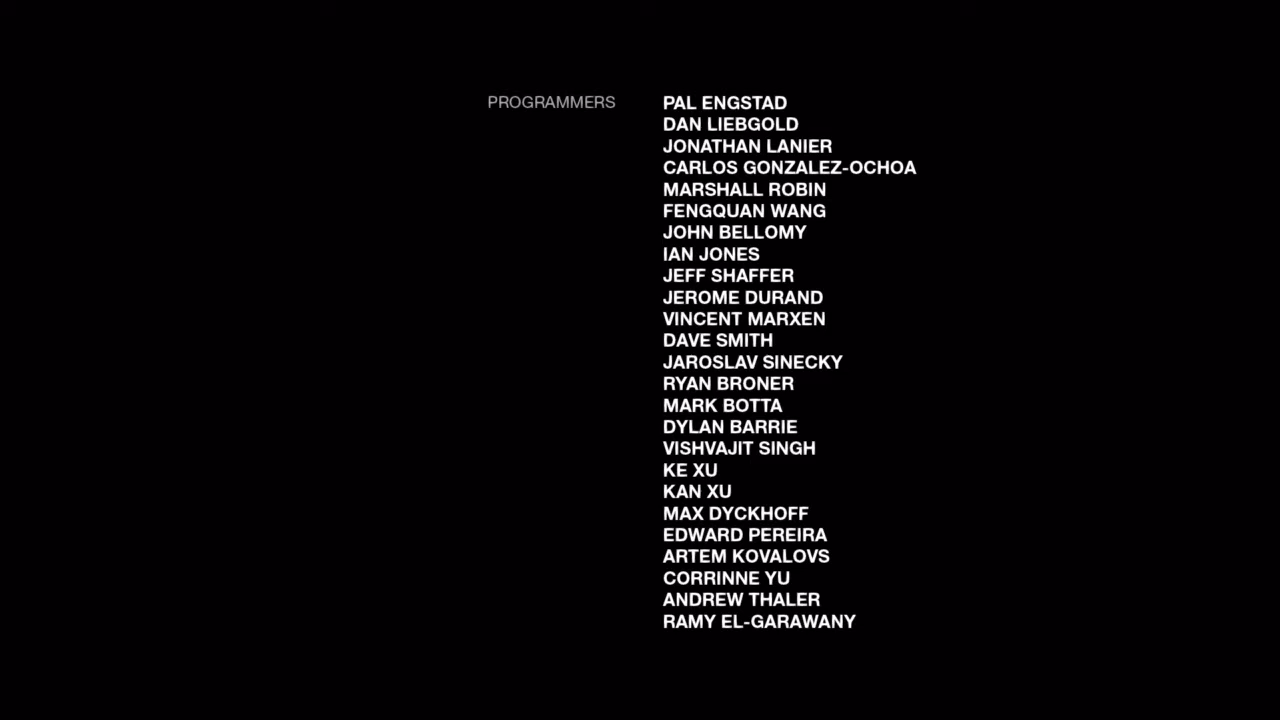 PROGRAMMERS PAL ENGSTAD
DAN LIEBGOLD
JONATHAN LANIER
CARLOS GONZALEZ-OCHOA
MARSHALL ROBIN
FENGQUAN WANG
JOHN BELLOMY
IAN JONES
JEFF SHAFFER
JEROME DURAND
VINCENT MARXEN
DAVE SMITH
JAROSLAV SINECKY
RYAN BRONER
MARK BOTTA
DYLAN BARRIE
VISHVAJIT SINGH
KE XU
KAN XU
MAX DYCKHOFF
EDWARD PEREIRA
ARTEM KOVALOVS
CORRINNE YU
ANDREW THALER
RAMY EL-GARAWANY